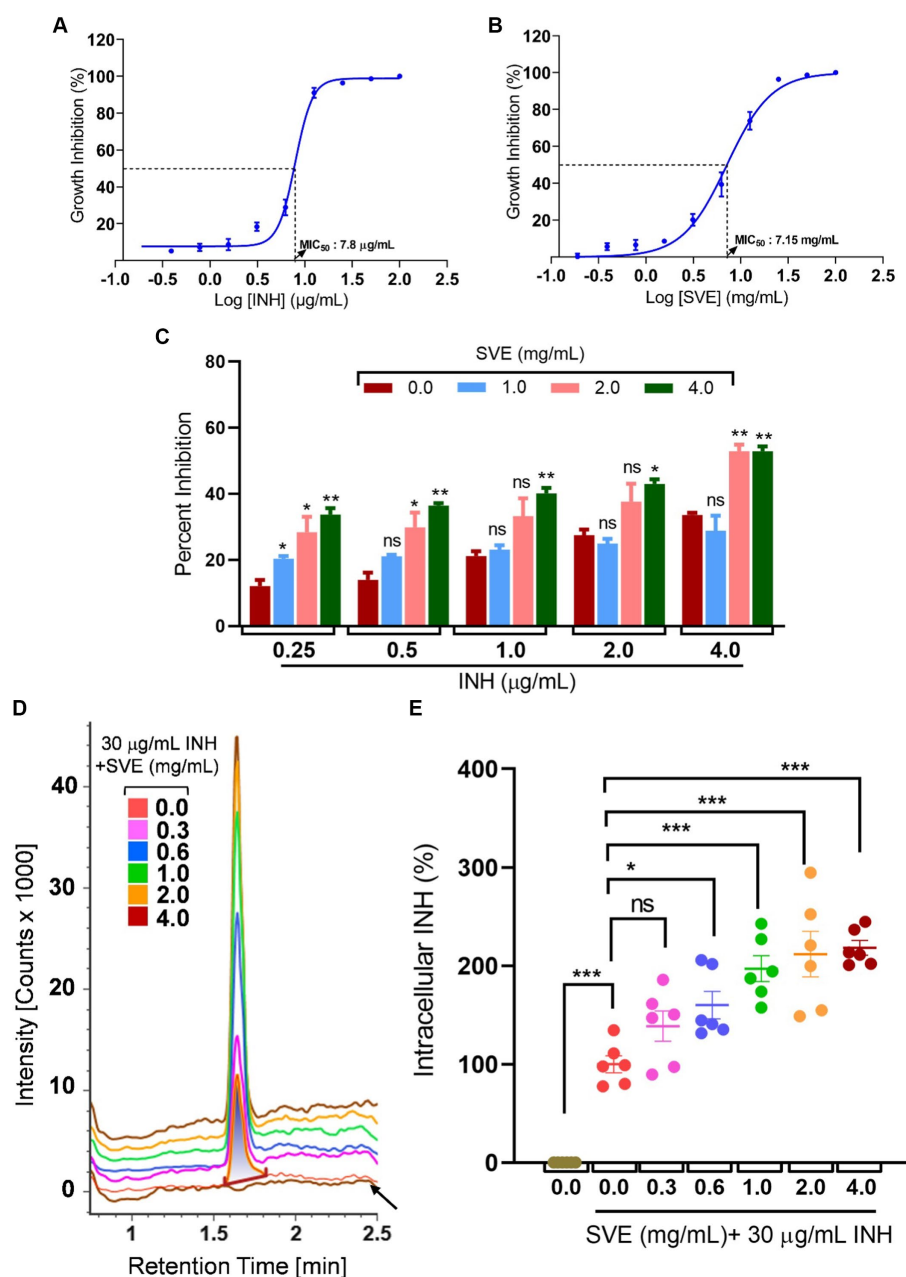 A
120
100
80
60
40
20
Growth Inhibition (%)
MIC50 : 7.8 μg/mL
-1.0 -0.5 0.0 0.5 1.0 1.5 2.0 2.5
Log [INH] (μg/mL)
B
120
100
80
60
40
20
Growth Inhibition (%)
MIC50 : 7.15 mg/mL
-1.0 -0.5 0.0 0.5 1.0 1.5 2.0 2.5
Log [SVE] (mg/mL)
C
SVE (mg/mL)
0.0 1.0 2.0 4.0
80
60
40
20
0
Percent Inhibition
* * **
ns * **
ns ns **
ns ns *
ns ** **
0.25 0.5 1.0 2.0 4.0
INH (μg/mL)
D
30 μg/mL INH
+SVE (mg/mL)
0.0
0.3
0.6
1.0
2.0
4.0
40
30
20
10
0
Intensity [Counts x 1000]
1 1.5 2 2.5
Retention Time [min]
E
400
300
200
100
0
Intracellular INH (%)
***
***
***
*
ns
***
0.0 0.0 0.3 0.6 1.0 2.0 4.0
SVE (mg/mL)+ 30 μg/mL INH